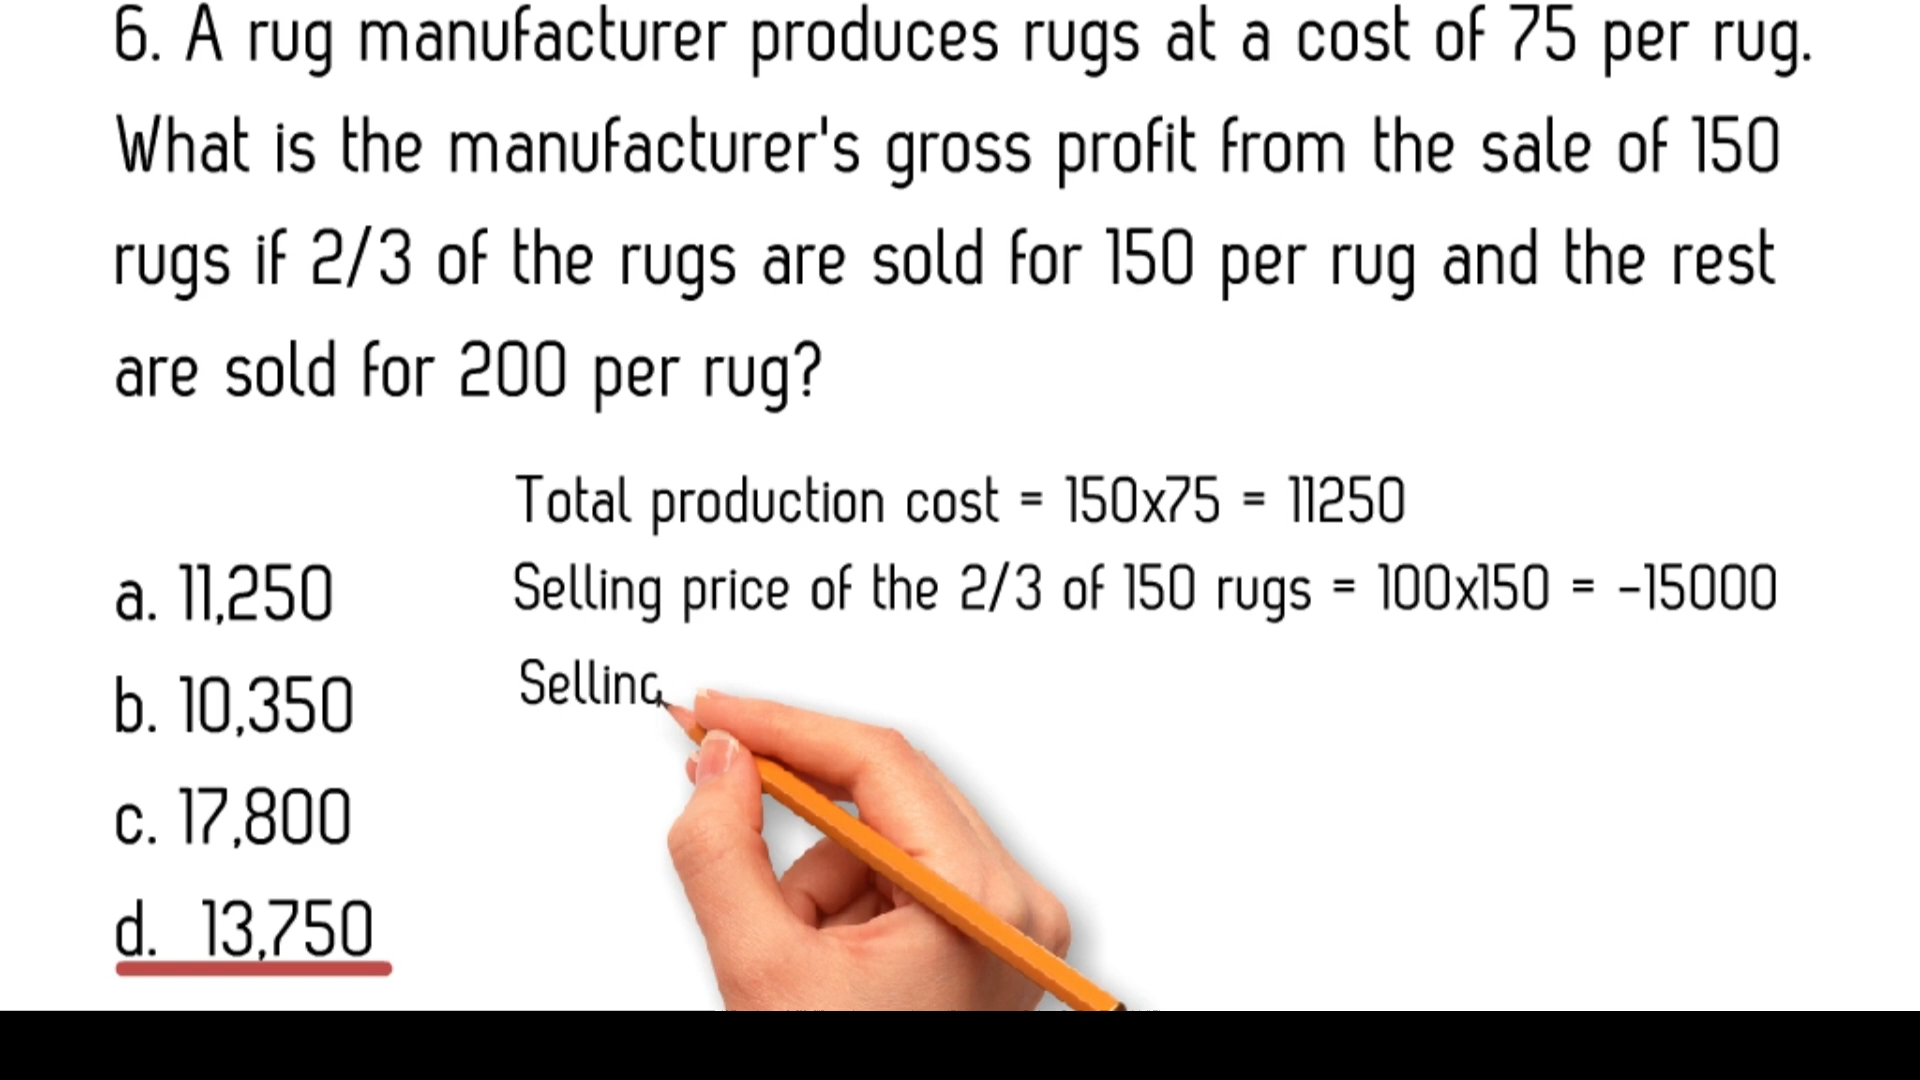 6. A rug manufacturer produces rugs at a cost of 75 per rug.
What is the manufacturer's gross profit from the sale of 150
rugs if 2/3 of the rugs are sold for 150 per rug and the rest
are sold for 200 per rug?
Total production cost = 150x75 = 11250
Selling price of the 2/3 of 150 rugs = 100x150 = -15000
Selling
a. 11,250
b. 10,350
c. 17,800
d. 13,750